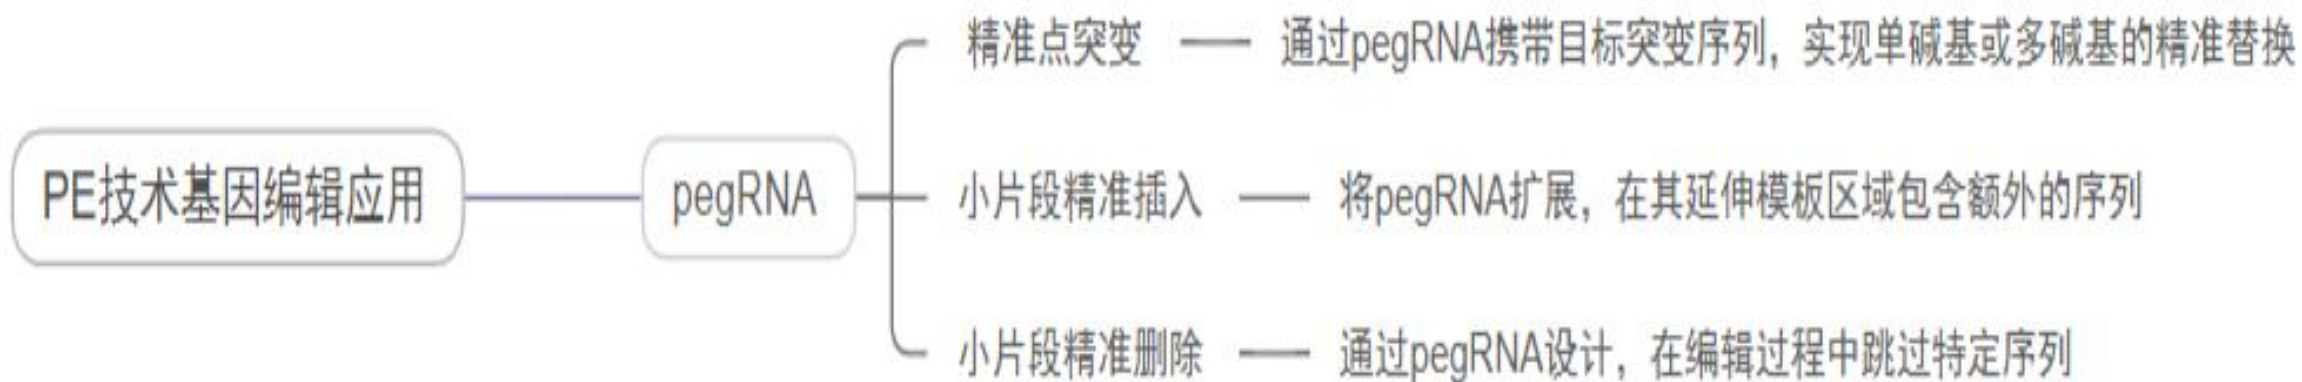 精准点突变 通过pegRNA携带目标突变序列，实现单碱基或多碱基的精准替换
PE技术基因编辑应用 pegRNA 小片段精准插入 将pegRNA扩展，在其延伸模板区域包含额外的序列
小片段精准删除 通过pegRNA设计，在编辑过程中跳过特定序列